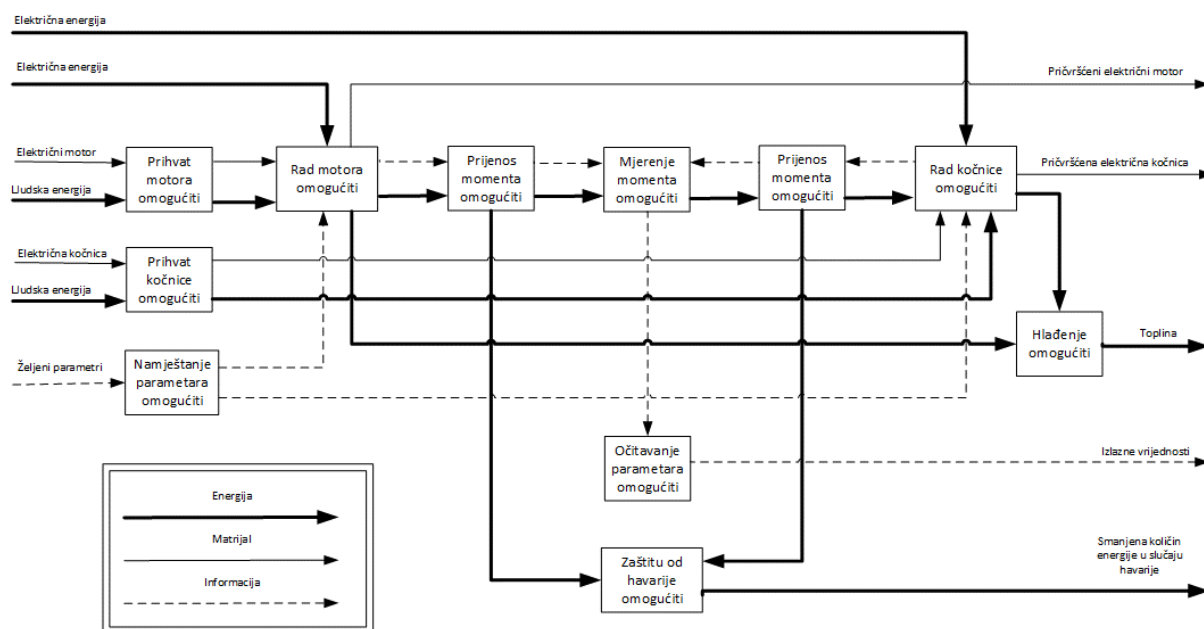 Električna energija
Električna energija
Pričvršćeni električni motor
Električni motor
Ljudska energija
Prihvat
motora
omogućiti
Rad motora
omogućiti
Prijenos
momenta
omogućiti
Mjerenje
momenta
omogućiti
Prijenos
momenta
omogućiti
Rad kočnice
omogućiti
Pričvršćena električna kočnica
Električna kočnica
Ljudska energija
Prihvat
kočnice
omogućiti
Hlađenje
omogućiti
Toplina
Željeni parametri
Namještanje
parametara
omogućiti
Očitavanje
parametara
omogućiti
Izlazne vrijednosti
Energija
Matrijal
Informacija
Zaštitu od
havarije
omogućiti
Smanjena količin
energije u slučaju
havarije